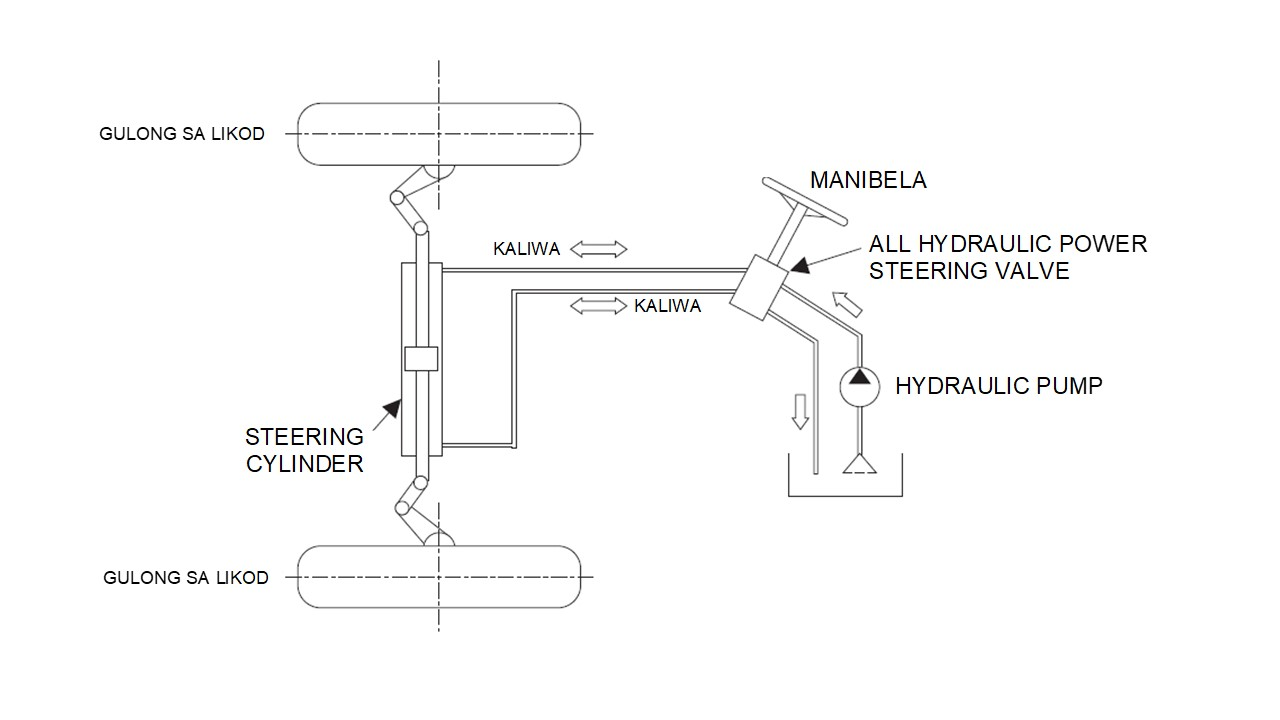 GULONG SA LIKOD
MANIBELA
KALIWA
ALL HYDRAULIC POWER
STEERING VALVE
KALIWA
HYDRAULIC PUMP
STEERING
CYLINDER
GULONG SA LIKOD